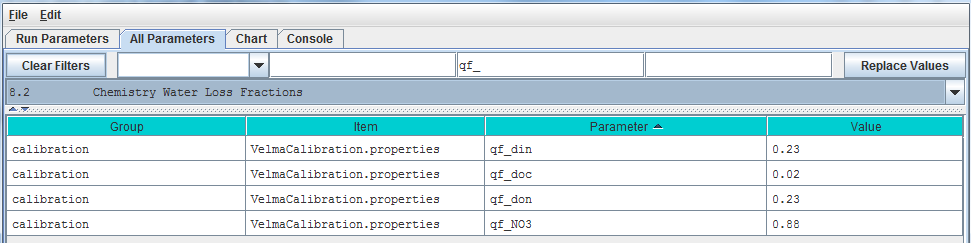 File Edit
Run Parameters All Parameters Chart Console
Clear Filters qf_ Replace Values
8.2 Chemistry Water Loss Fractions
Group Item Parameter Value
calibration VelmaCalibration.properties qf_din 0.23
calibration VelmaCalibration.properties qf_doc 0.02
calibration VelmaCalibration.properties qf_don 0.23
calibration VelmaCalibration.properties qf_NO3 0.88